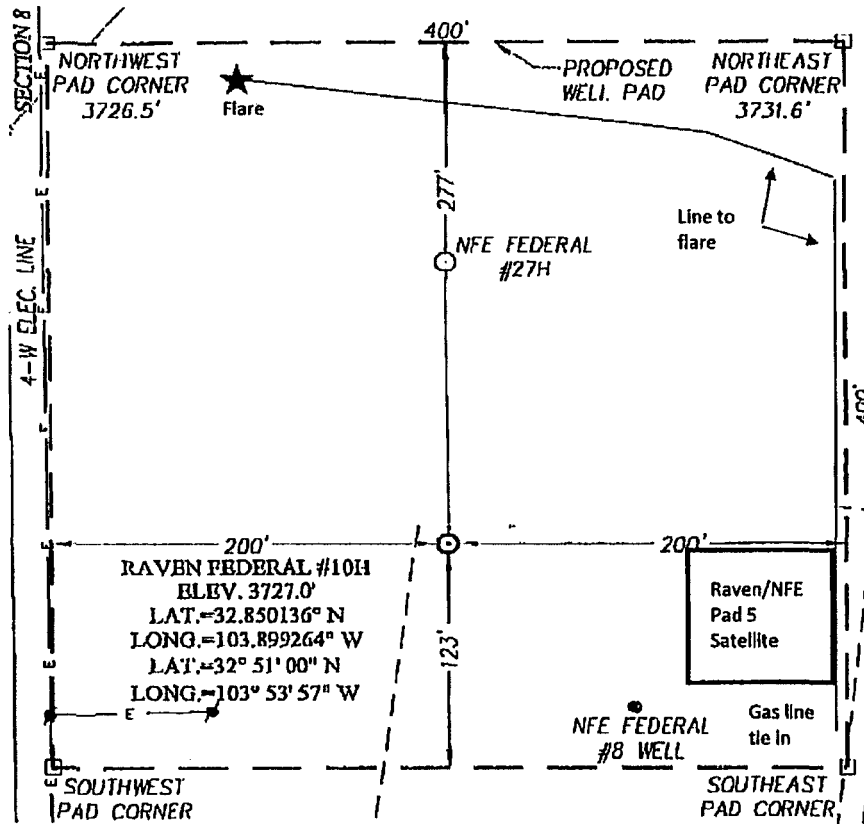 SECTION 8
400'
NORTHWEST
PAD CORNER
3726.5'
Flare
PROPOSED
WELL PAD
NORTHEAST
PAD CORNER
3731.6'
277'
Line to
flare
NFE FEDERAL
#27H
4-W ELEC. LINE
E
E
E
E
E
400'
200'
200'
RAVEN FEDERAL #10H
ELEV. 3727.0'
LAT.=32.850136° N
LONG.=103.899264° W
LAT.=32° 51' 00" N
LONG.=103° 53' 57" W
123'
Raven/NFE
Pad 5
Satellite
E
E
E
NFE FEDERAL
#8 WELL
Gas line
tie in
E
SOUTHWEST
PAD CORNER
SOUTHEAST
PAD CORNER